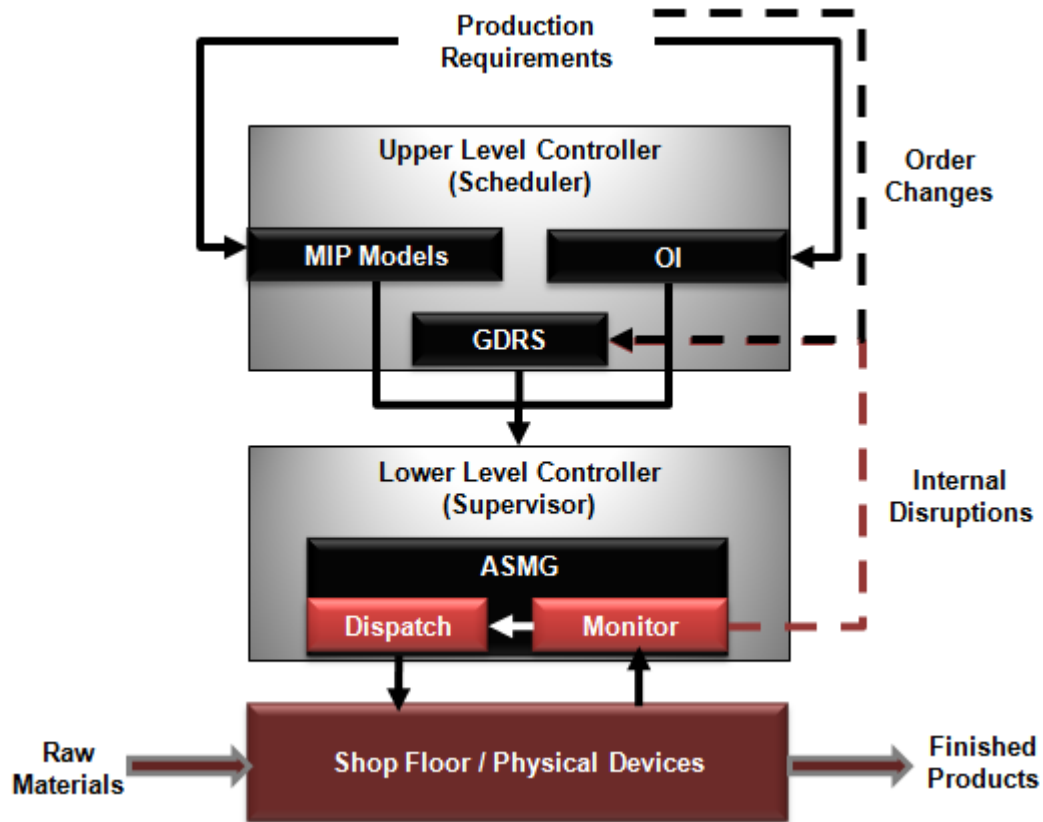 Production
Requirements
Upper Level Controller
(Scheduler)
Order
Changes
MIP Models
OI
GDRS
Lower Level Controller
(Supervisor)
Internal
Disruptions
ASMG
Dispatch
Monitor
Raw
Materials
Shop Floor / Physical Devices
Finished
Products